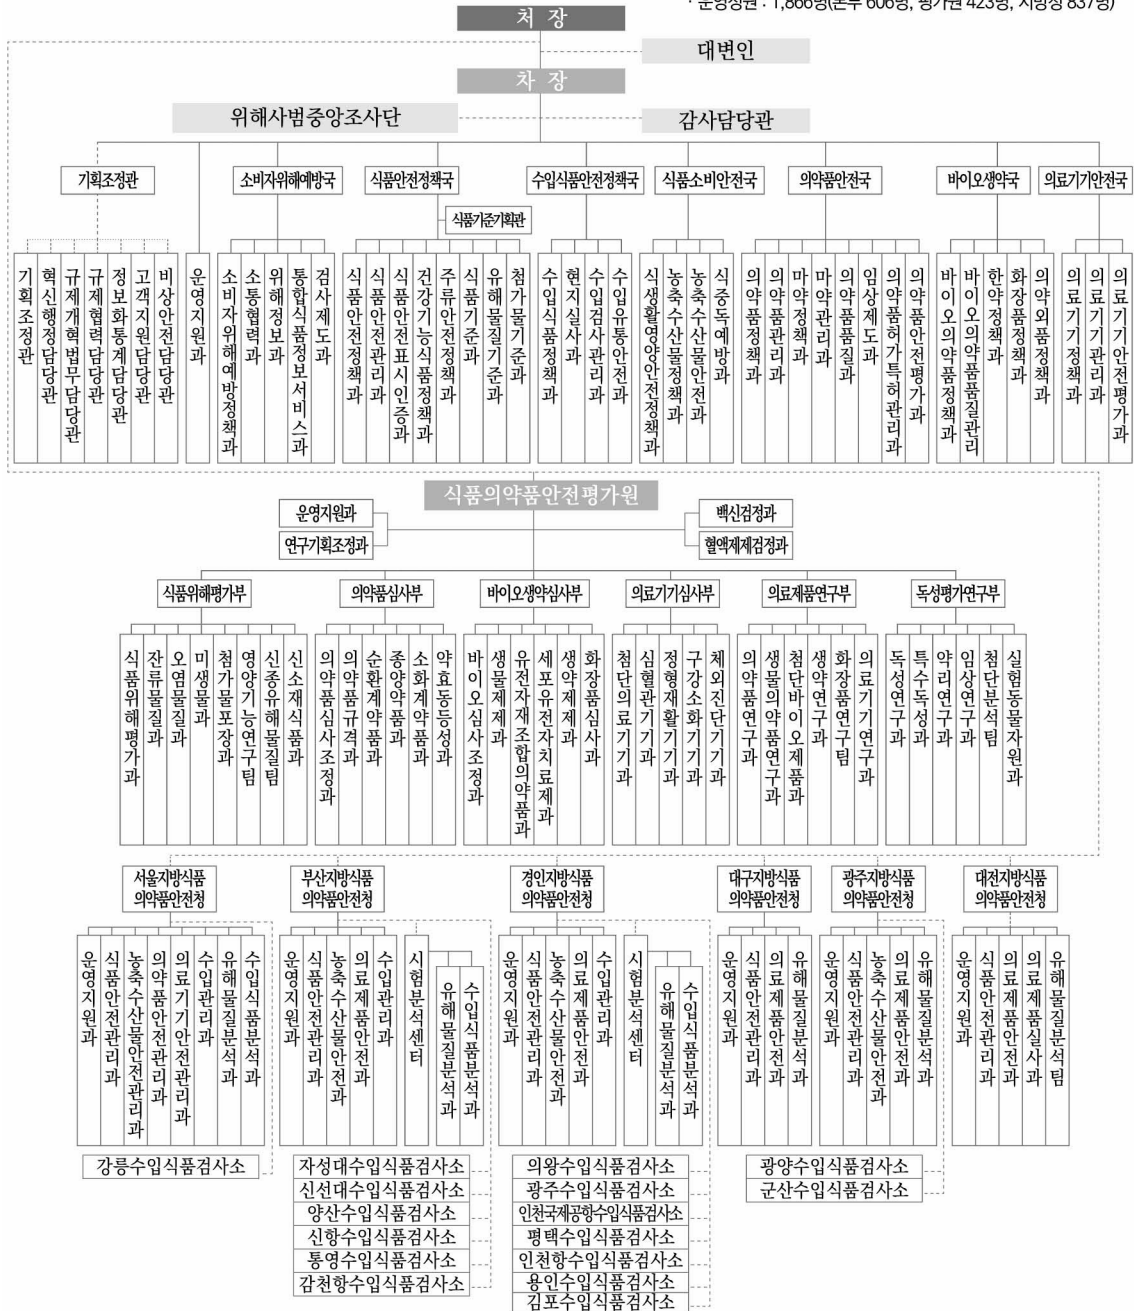 · 운영정원 : 1,866명(본부 606명, 평가원 423명, 지방청 837명)
처 장
대변인
차 장
위해사범중앙조사단
감사담당관
기획조정관
소비자위해예방국
식품안전정책국
수입식품안전정책국
식품소비안전국
의약품안전국
바이오생약국
의료기기안전국
식품기준기획관
기획조정관
혁신행정담당관
규제개혁법무담당관
규제협력담당관
정보화통계담당관
고객지원담당관
비상안전담당관
운영지원과
소비자위해예방정책과
소통협력과
위해정보과
통합식품정보서비스과
검사제도과
식품안전정책과
식품안전관리과
식품안전표시인증과
건강기능식품정책과
주류안전정책과
식품기준과
유해물질기준과
첨가물기준과
수입식품정책과
현지실사과
수입검사관리과
수입유통안전과
식생활영양안전정책과
농축수산물정책과
농축수산물안전과
식중독예방과
의약품정책과
의약품관리과
마약정책과
마약관리과
의약품품질과
임상제도과
의약품허가특허관리과
의약품안전평가과
바이오의약품정책과
바이오의약품품질관리
한약정책과
화장품정책과
의약외품정책과
의료기기정책과
의료기기관리과
의료기기안전평가과
식품의약품안전평가원
운영지원과
백신검정과
연구기획조정과
혈액제제검정과
식품위해평가부
의약품심사부
바이오생약심사부
의료기기심사부
의료제품연구부
독성평가연구부
식품위해평가과
잔류물질과
오염물질과
미생물과
첨가물포장과
영양기능연구팀
신종유해물질팀
신소재식품과
의약품심사조정과
의약품규격과
순환계약품과
종양약품과
소화계약품과
약효동등성과
바이오심사조정과
생물제제과
유전자재조합의약품과
세포유전자치료제과
생약제제과
화장품심사과
첨단의료기기과
심혈관기기과
정형재활기기과
구강소화기기과
체외진단기기과
의약품연구과
생물의약품연구과
첨단바이오제품과
생약연구과
화장품연구팀
의료기기연구과
독성연구과
특수독성과
약리연구과
임상연구과
첨단분석팀
실험동물자원과
서울지방식품
의약품안전청
부산지방식품
의약품안전청
경인지방식품
의약품안전청
대구지방식품
의약품안전청
광주지방식품
의약품안전청
대전지방식품
의약품안전청
운영지원과
식품안전관리과
농축수산물안전관리과
의약품안전관리과
의료기기안전관리과
수입관리과
유해물질분석과
수입식품분석과
운영지원과
식품안전관리과
농축수산물안전과
의료제품안전과
수입관리과
시험분석센터
유해물질분석과
수입식품분석과
운영지원과
식품안전관리과
농축수산물안전과
의료제품안전과
수입관리과
시험분석센터
유해물질분석과
수입식품분석과
운영지원과
식품안전관리과
의료제품안전과
유해물질분석과
운영지원과
식품안전관리과
농축수산물안전과
의료제품안전과
유해물질분석과
운영지원과
식품안전관리과
의료제품안전과
의료제품실사과
유해물질분석팀
강릉수입식품검사소
자성대수입식품검사소
신선대수입식품검사소
양산수입식품검사소
신항수입식품검사소
통영수입식품검사소
감천항수입식품검사소
의왕수입식품검사소
광주수입식품검사소
인천국제공항수입식품검사소
평택수입식품검사소
인천항수입식품검사소
용인수입식품검사소
김포수입식품검사소
광양수입식품검사소
군산수입식품검사소